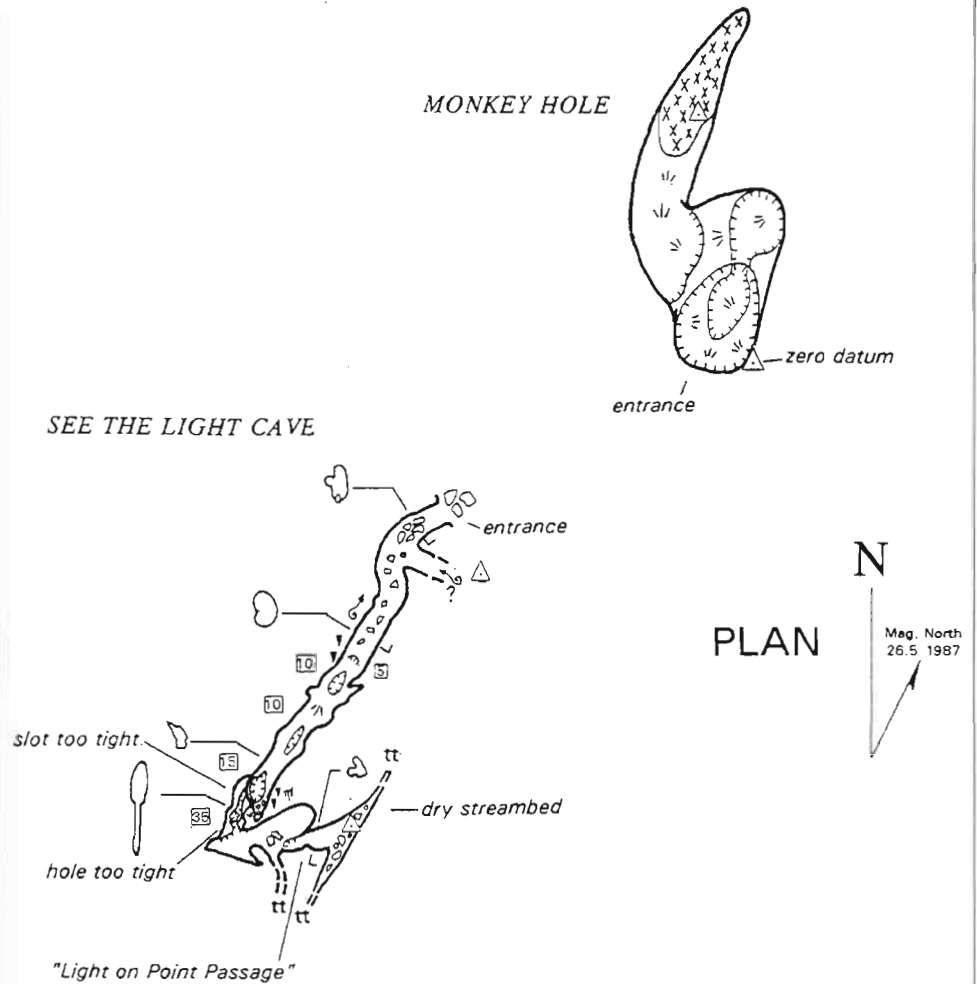 MONKEY HOLE
zero datum
entrance
SEE THE LIGHT CAVE
entrance
?
N
PLAN
Mag. North
26.5 1987
10
5
10
slot too tight.
15
tt
35
dry streambed
hole too tight
tt
tt
"Light on Point Passage"